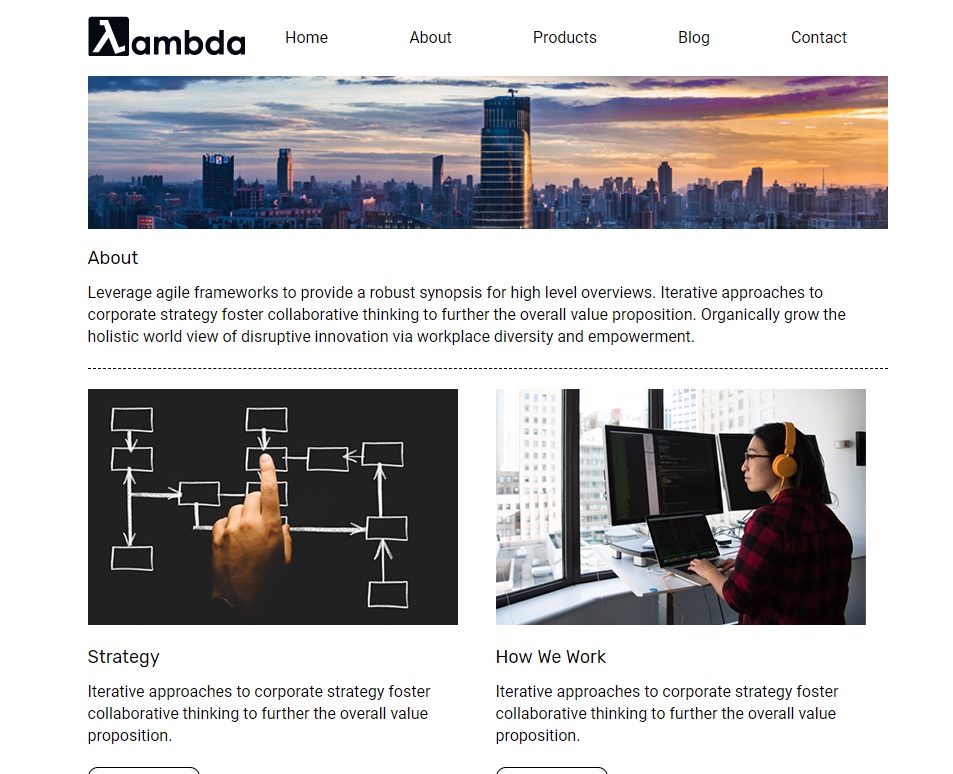 λambda
Home About Products Blog Contact
About
Leverage agile frameworks to provide a robust synopsis for high level overviews. Iterative approaches to
corporate strategy foster collaborative thinking to further the overall value proposition. Organically grow the
holistic world view of disruptive innovation via workplace diversity and empowerment.
Strategy
Iterative approaches to corporate strategy foster
collaborative thinking to further the overall value
proposition.
How We Work
Iterative approaches to corporate strategy foster
collaborative thinking to further the overall value
proposition.